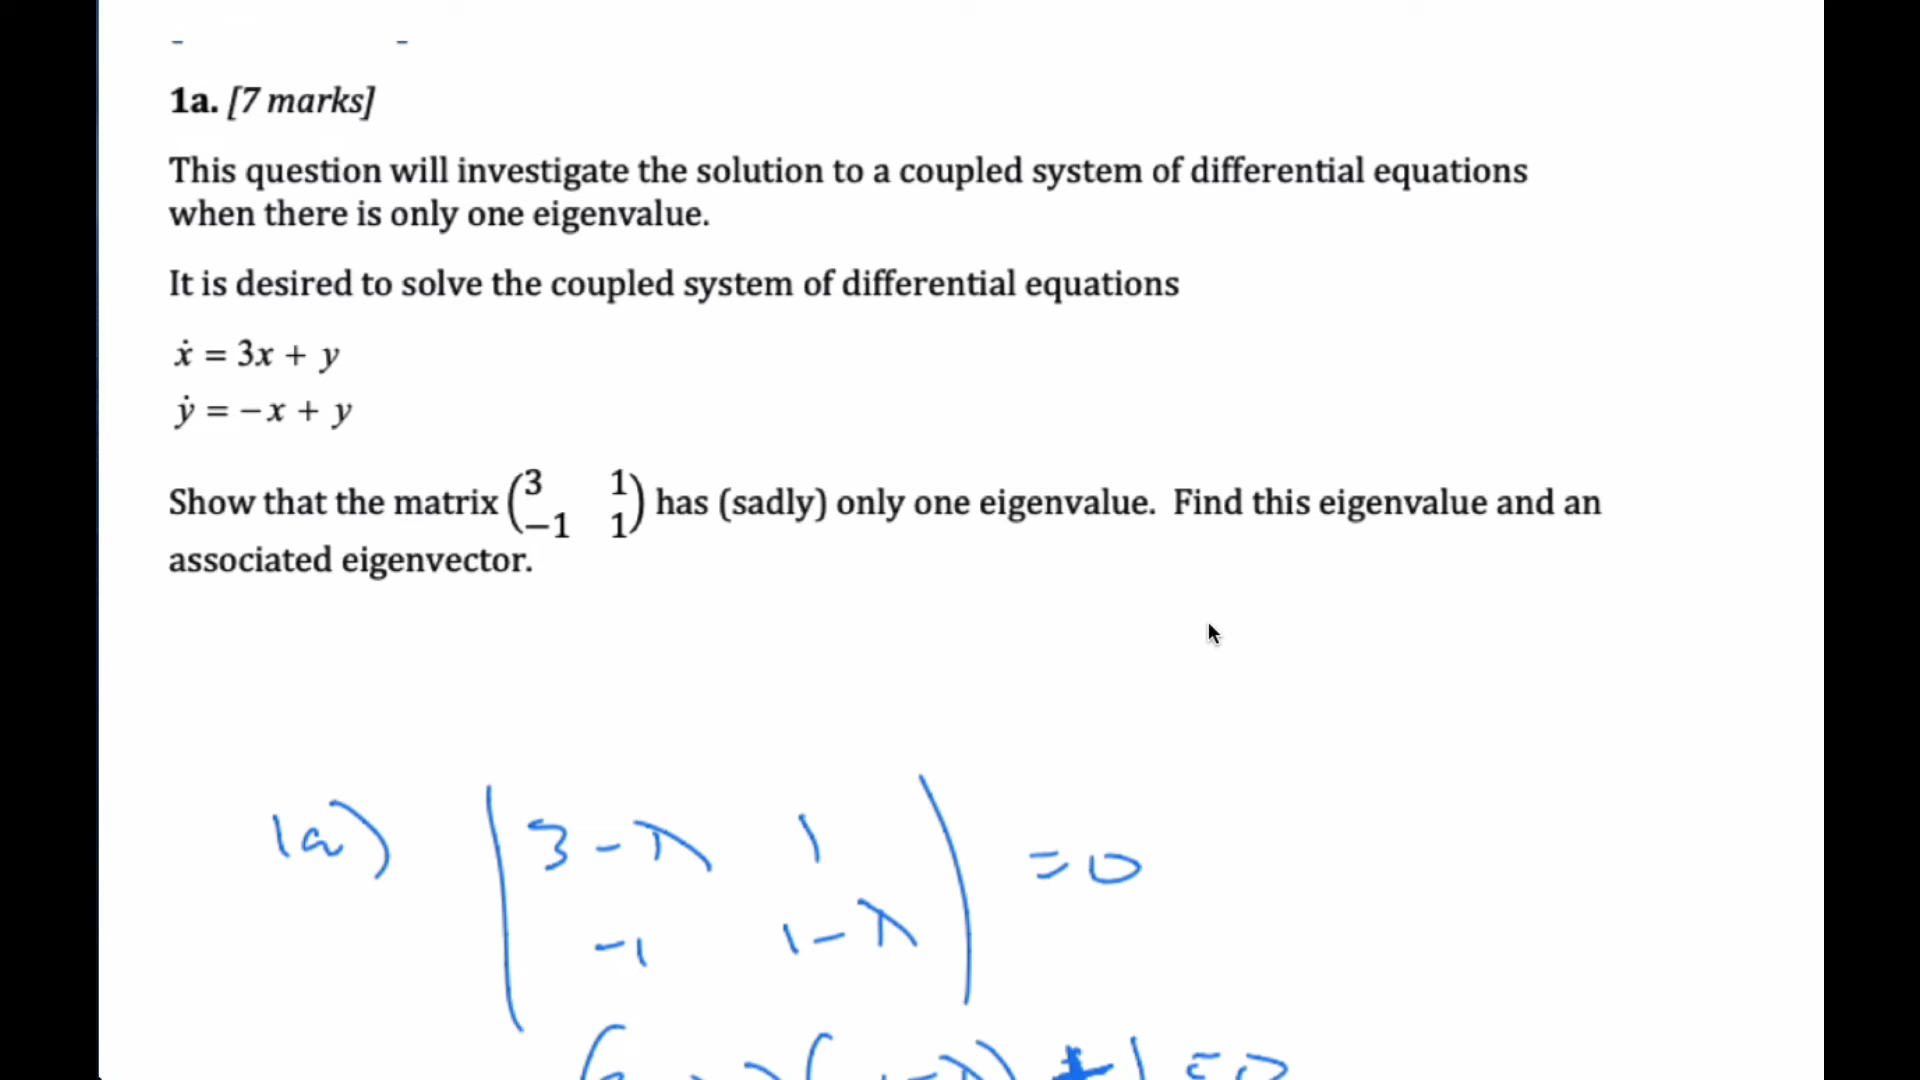 1a. [7 marks]
This question will investigate the solution to a coupled system of differential equations
when there is only one eigenvalue.
It is desired to solve the coupled system of differential equations
ẋ = 3x + y
ẏ = −x + y
Show that the matrix (3 1 −1 1) has (sadly) only one eigenvalue. Find this eigenvalue and an
associated eigenvector.
1a) | 3-λ 1 | = 0
-1 1-λ